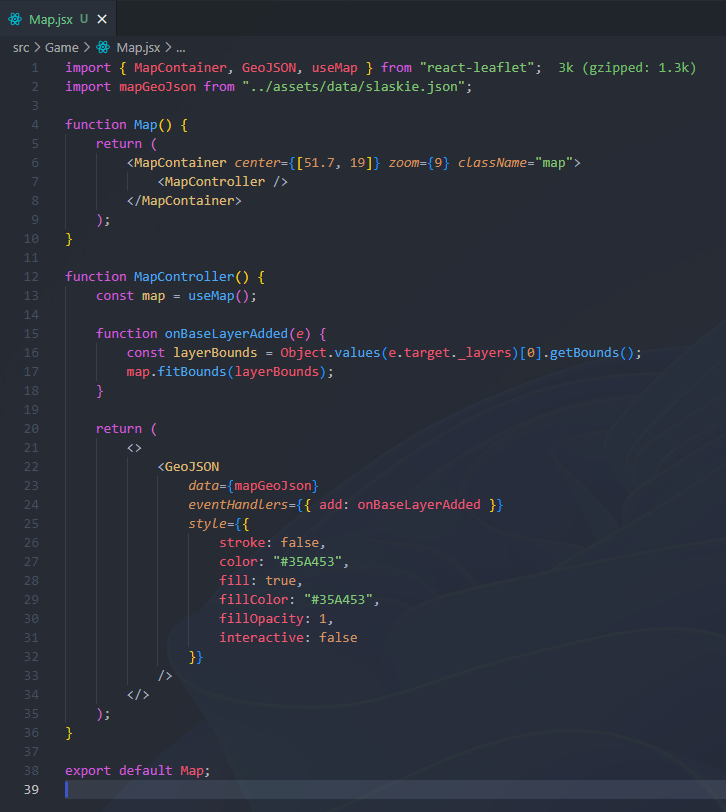 Map.jsx U ×
src > Game > Map.jsx > ...
1 import { MapContainer, GeoJSON, useMap } from "react-leaflet"; 3k (gzipped: 1.3k)
2 import mapGeoJson from "../assets/data/slaskie.json";
3
4 function Map() {
5     return (
6         <MapContainer center={[51.7, 19]} zoom={9} className="map">
7             <MapController />
8         </MapContainer>
9     );
10 }
11
12 function MapController() {
13     const map = useMap();
14
15     function onBaseLayerAdded(e) {
16         const layerBounds = Object.values(e.target._layers)[0].getBounds();
17         map.fitBounds(layerBounds);
18     }
19
20     return (
21         <>
22             <GeoJSON
23                 data={mapGeoJson}
24                 eventHandlers={{ add: onBaseLayerAdded }}
25                 style={{
26                     stroke: false,
27                     color: "#35A453",
28                     fill: true,
29                     fillColor: "#35A453",
30                     fillOpacity: 1,
31                     interactive: false
32                 }}
33             />
34         </>
35     );
36 }
37
38 export default Map;
39